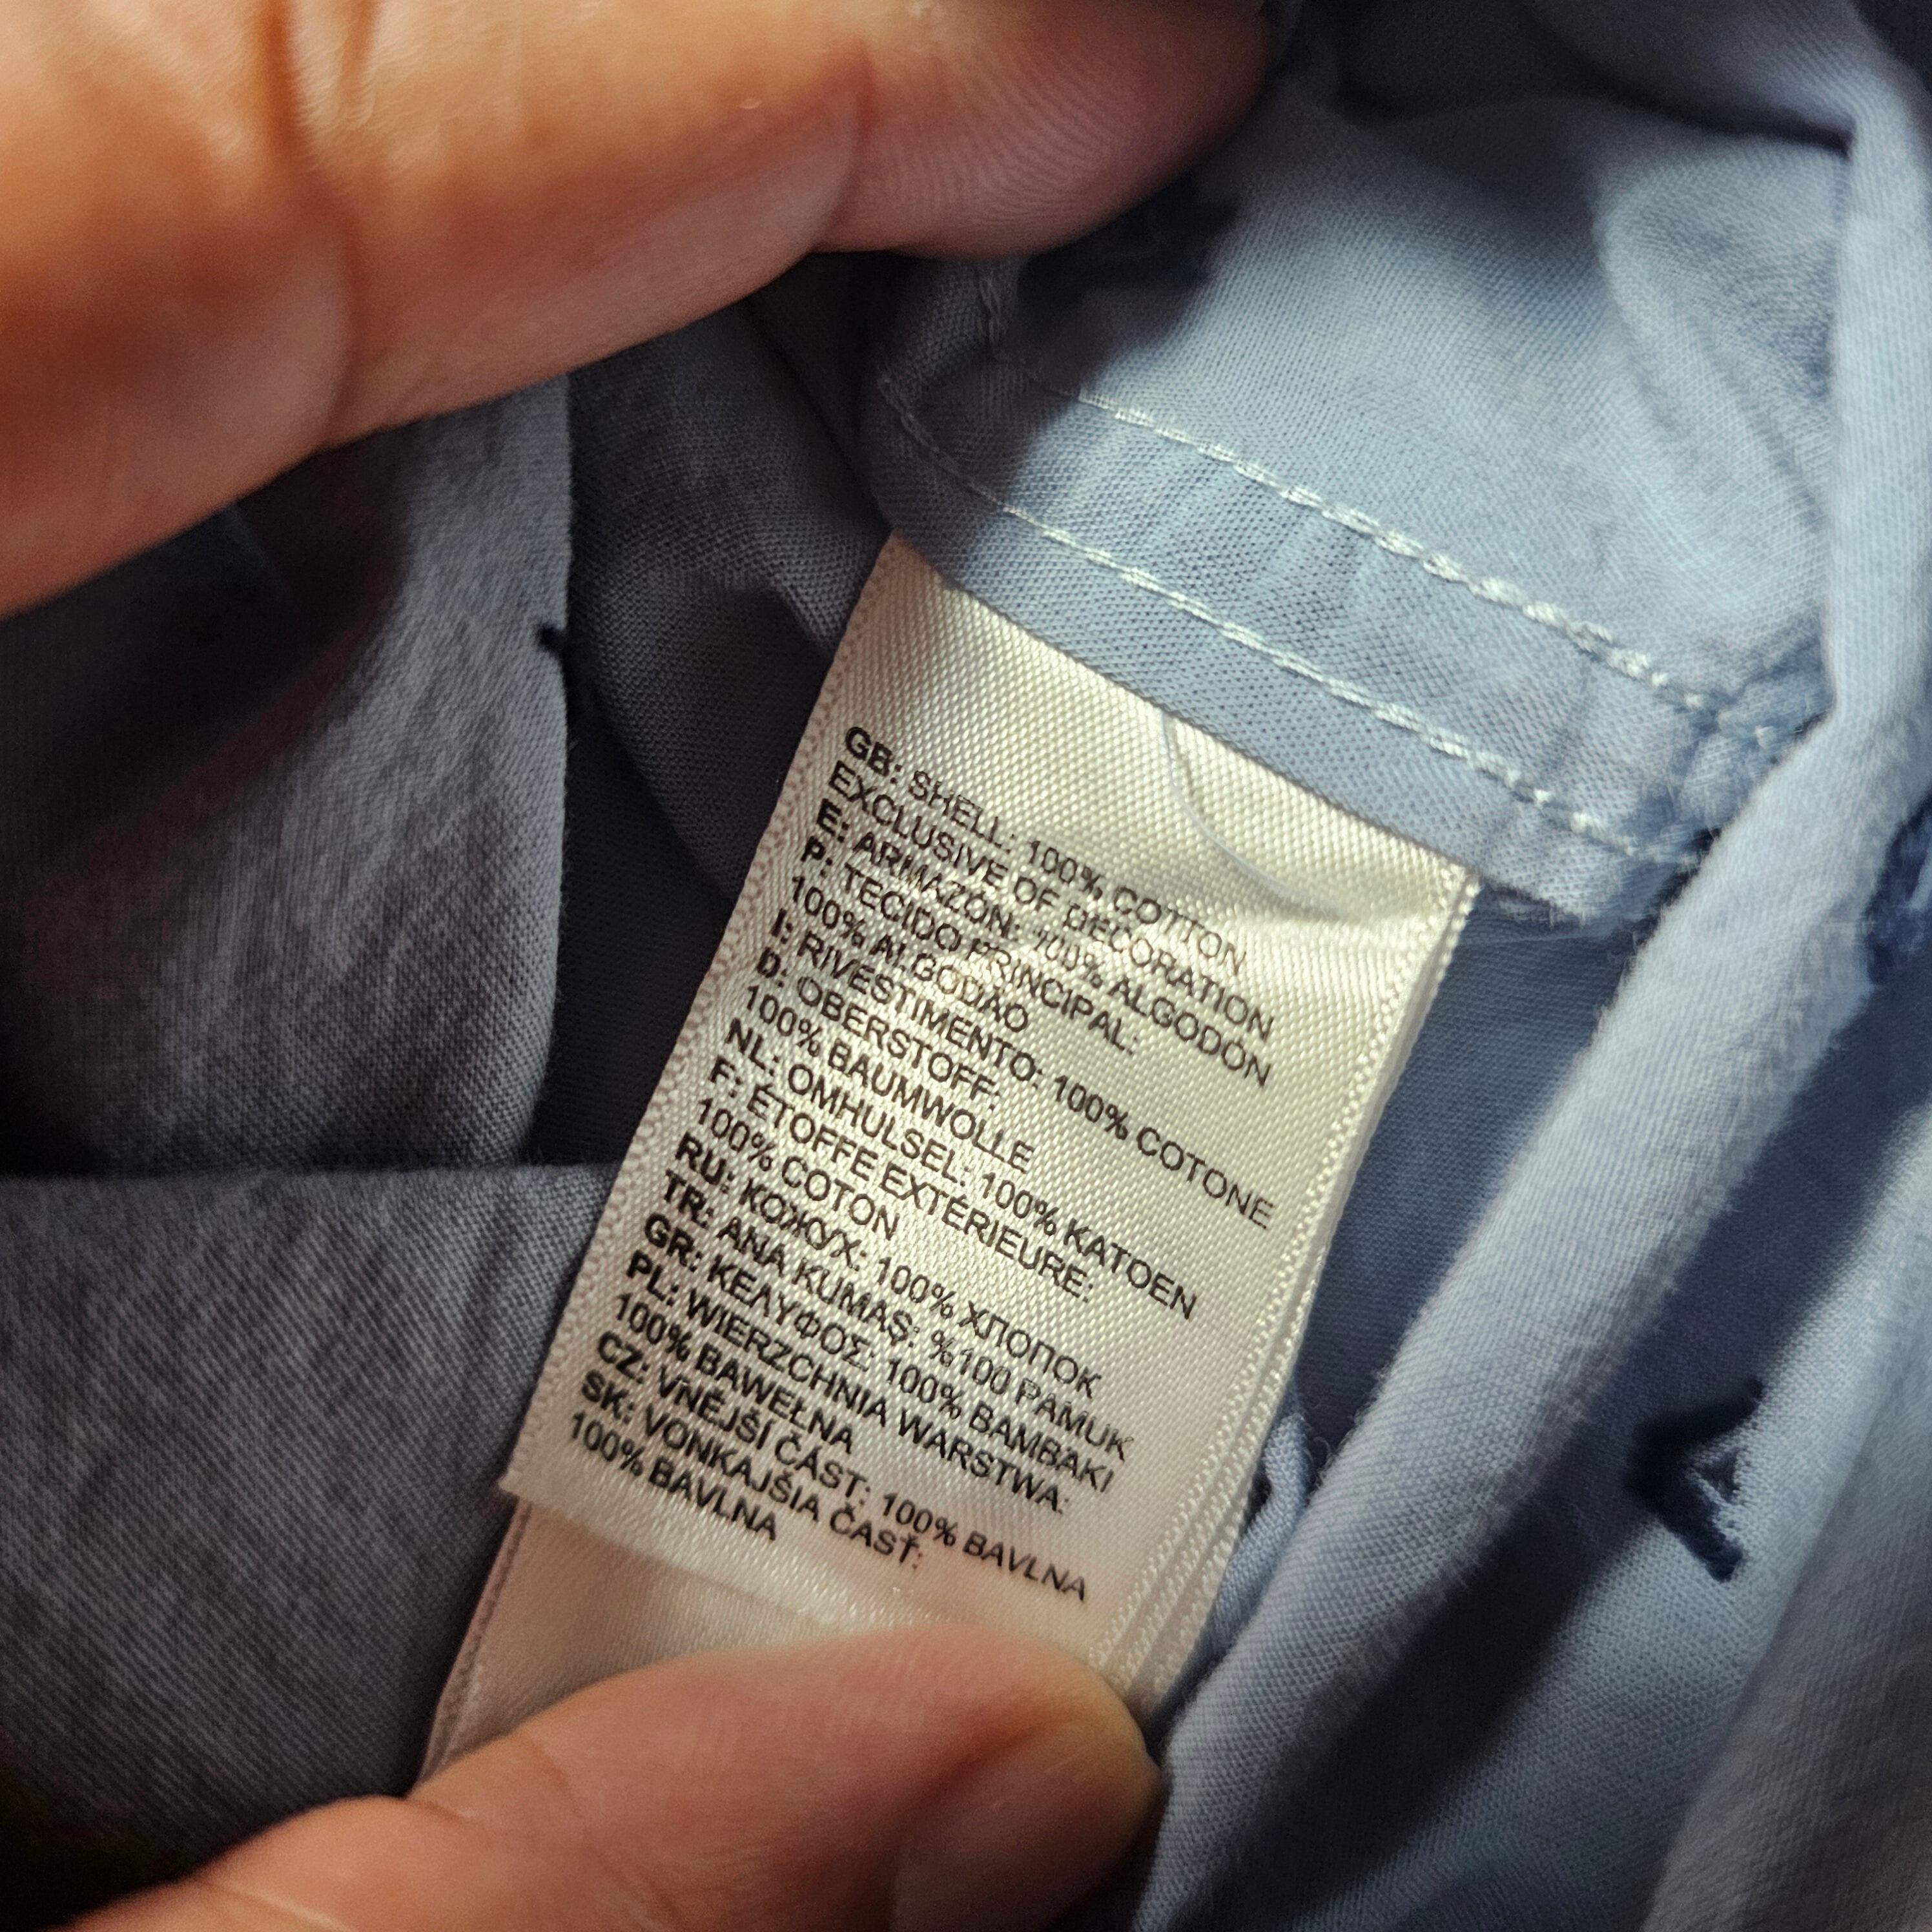 GB: SHELL: 100% COTTON
EXCLUSIVE OF DECORATION
E: ARMAZÓN: 100% ALGODÓN
P: TECIDO PRINCIPAL:
100% ALGODÃO
I: RIVESTIMENTO: 100% COTONE
D: OBERSTOFF:
100% BAUMWOLLE
NL: OMHULSEL: 100% KATOEN
F: ÉTOFFE EXTÉRIEURE:
100% COTON
RU: КОЖУХ: 100% ХЛОПОК
TR: ANA KUMAŞ: %100 PAMUK
GR: ΚΕΛΥΦΟΣ: 100% ΒΑΜΒΑΚΙ
PL: WIERZCHNIA WARSTWA:
100% BAWEŁNA
CZ: VNĚJŠÍ ČÁST: 100% BAVLNA
SK: VONKAJŠIA ČASŤ:
100% BAVLNA